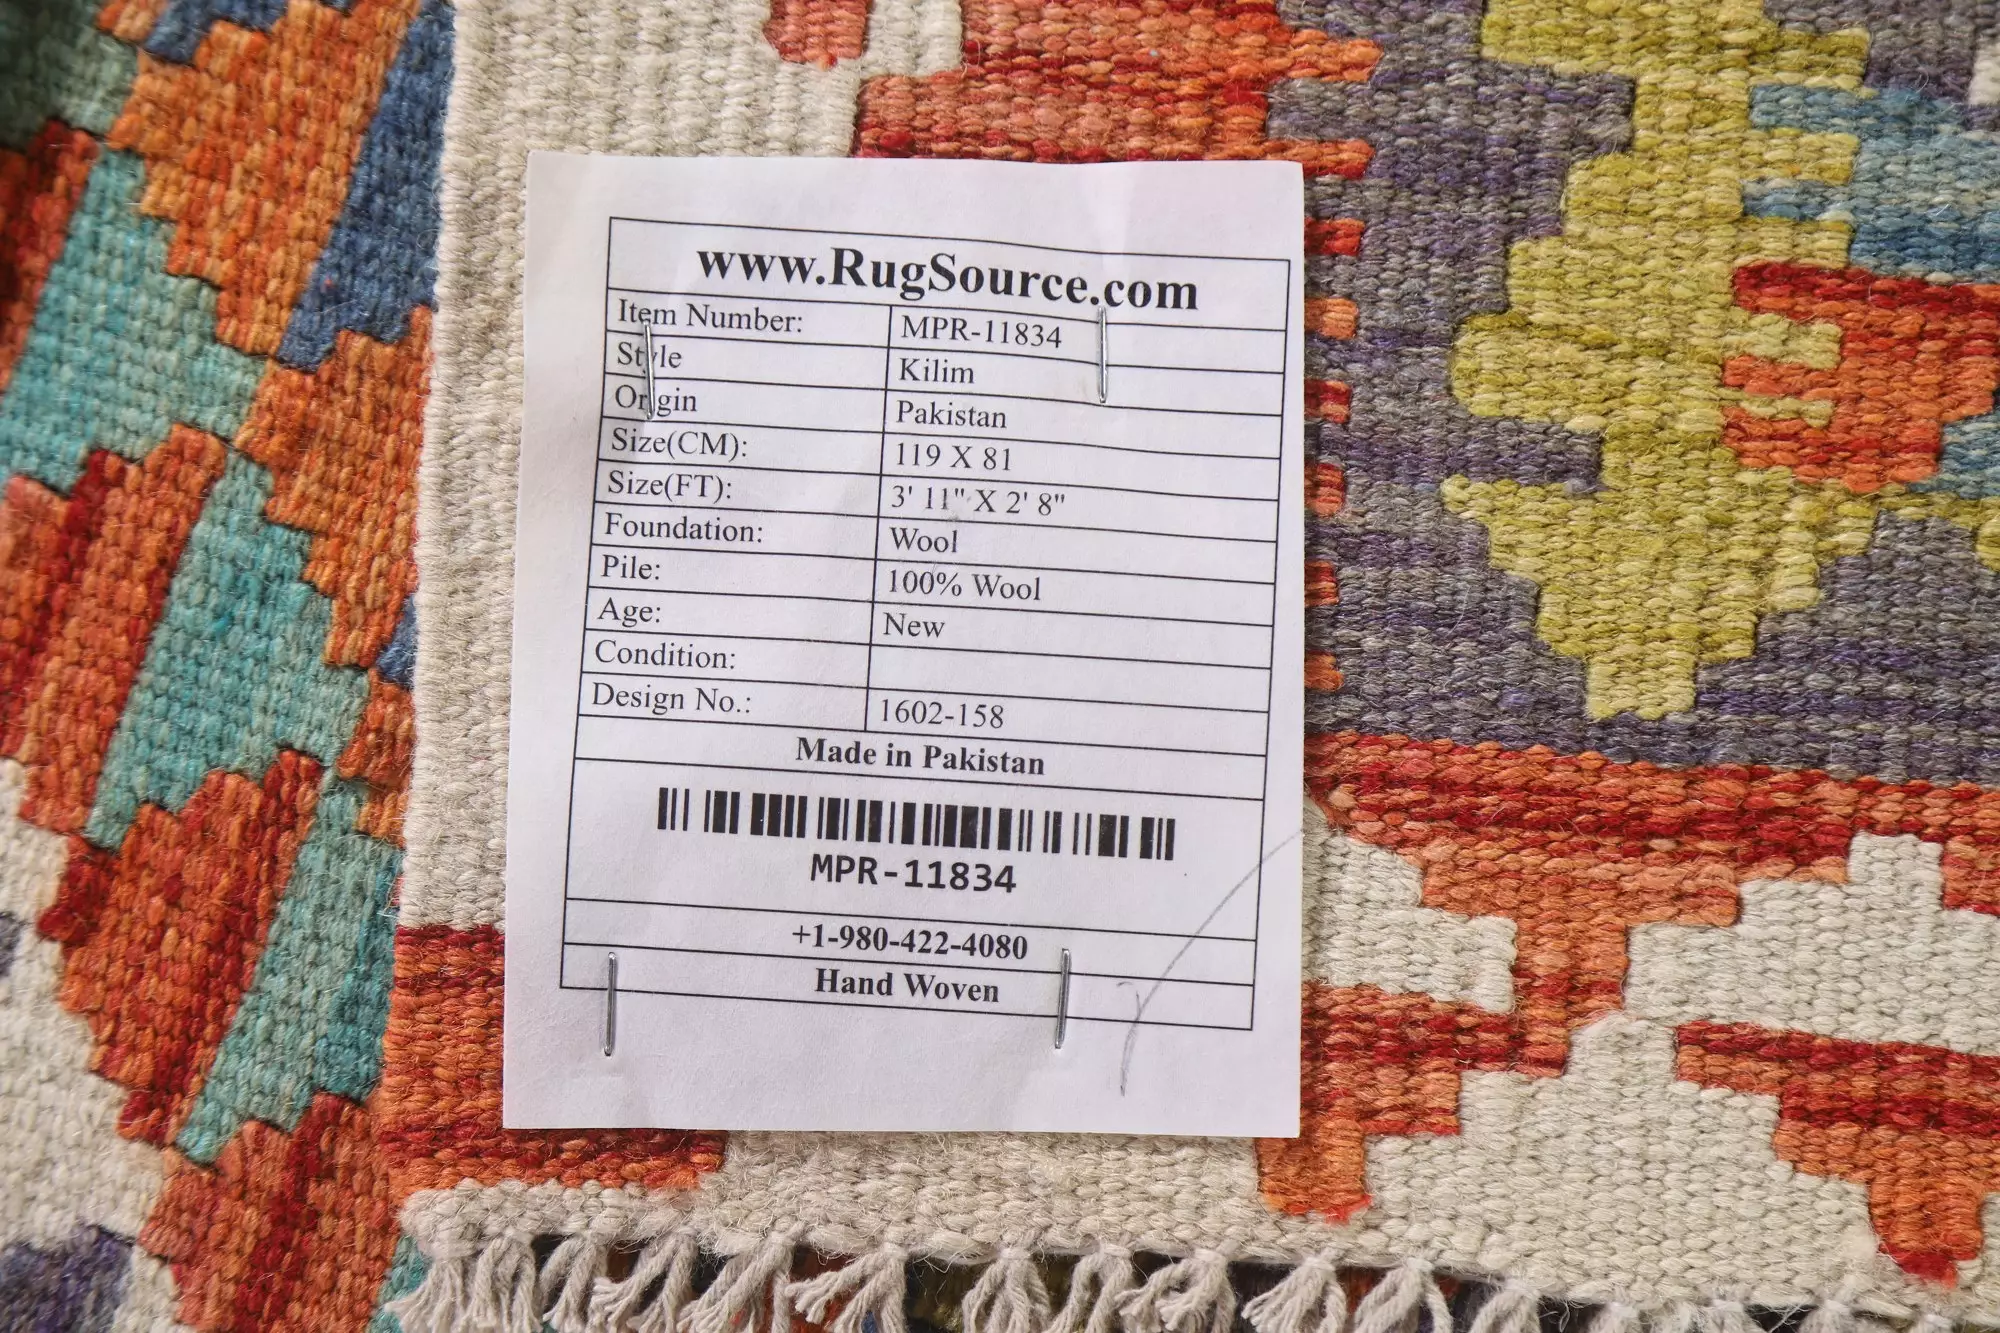 www.RugSource.com
Item Number: MPR-11834
Style Kilim
Origin Pakistan
Size(CM): 119 X 81
Size(FT): 3' 11" X 2' 8"
Foundation: Wool
Pile: 100% Wool
Age: New
Condition:
Design No.: 1602-158
Made in Pakistan
MPR-11834
+1-980-422-4080
Hand Woven